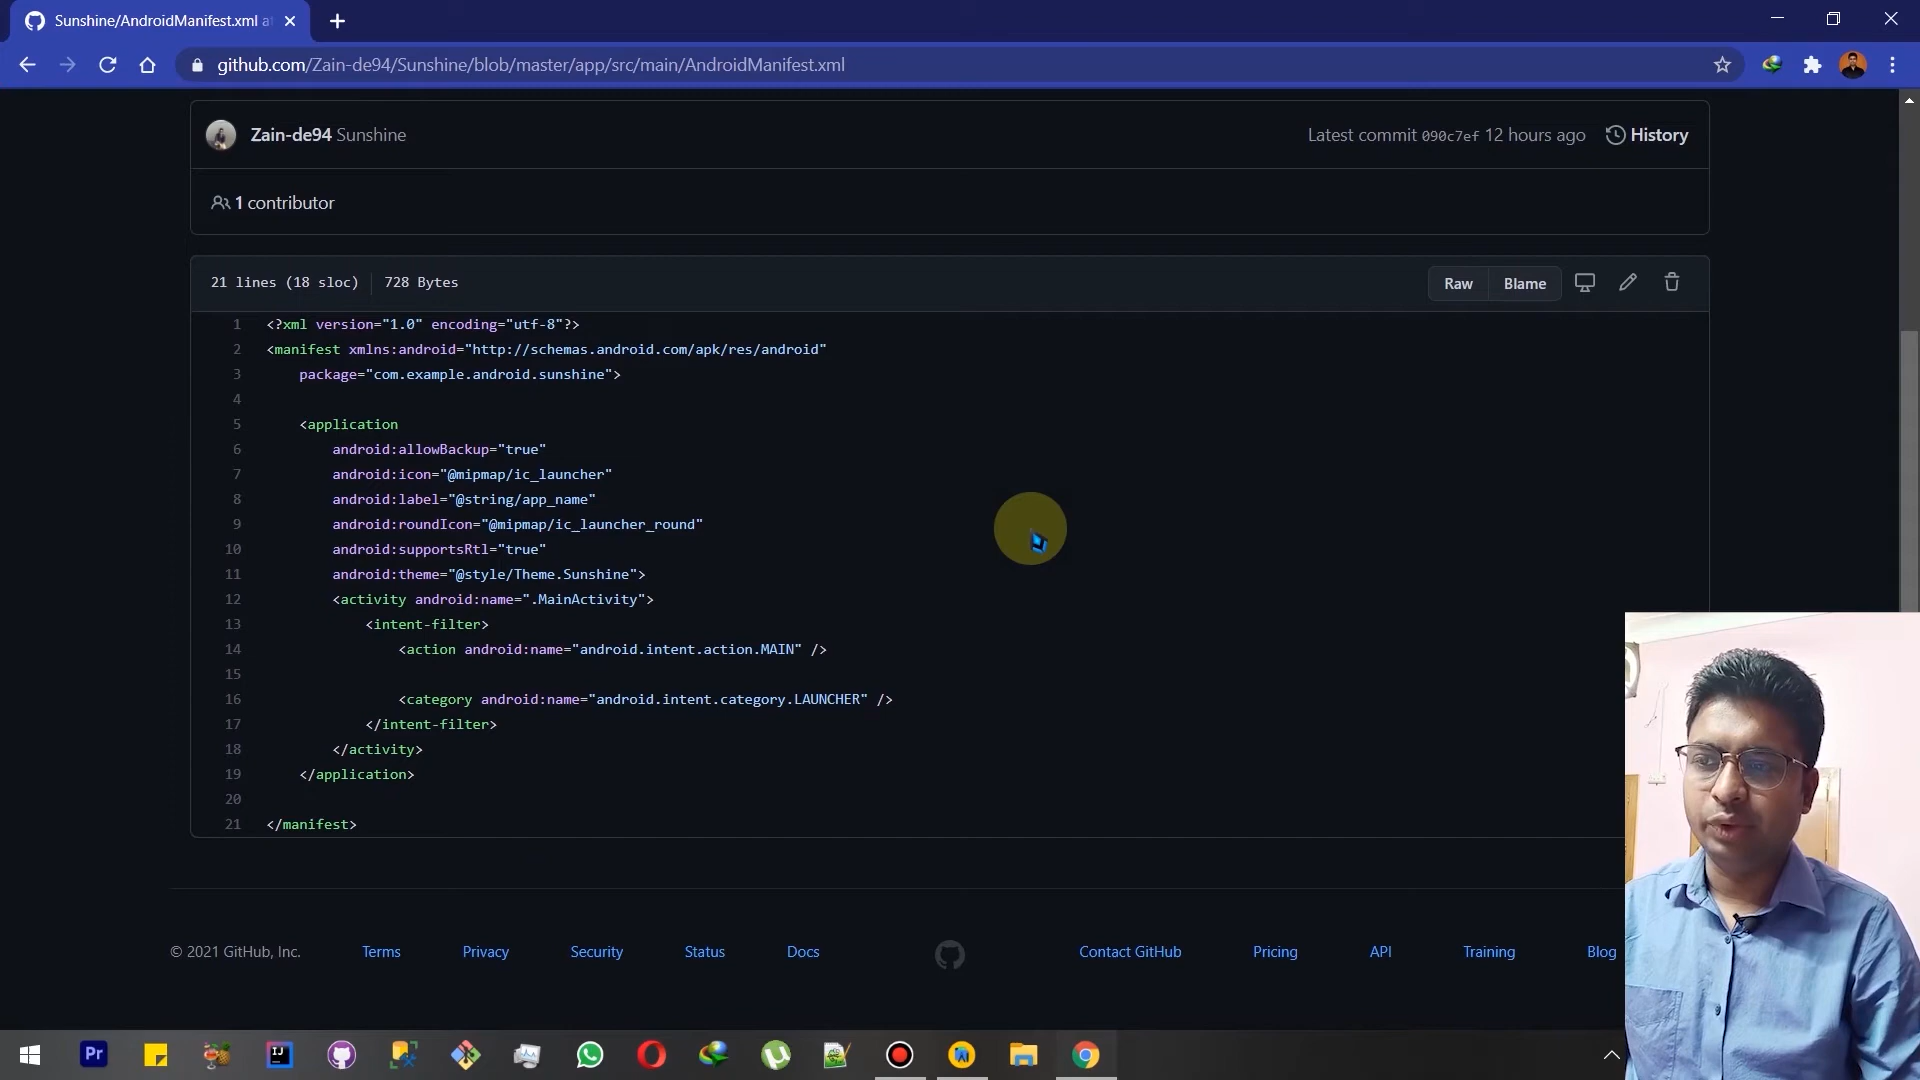 Sunshine/AndroidManifest.xml at
github.com/Zain-de94/Sunshine/blob/master/app/src/main/AndroidManifest.xml
Zain-de94 Sunshine
Latest commit 090c7ef 12 hours ago
History
1 contributor
21 lines (18 sloc)
728 Bytes
Raw
Blame
1 <?xml version="1.0" encoding="utf-8"?>
2 <manifest xmlns:android="http://schemas.android.com/apk/res/android"
3 package="com.example.android.sunshine">
4
5 <application
6 android:allowBackup="true"
7 android:icon="@mipmap/ic_launcher"
8 android:label="@string/app_name"
9 android:roundIcon="@mipmap/ic_launcher_round"
10 android:supportsRtl="true"
11 android:theme="@style/Theme.Sunshine">
12 <activity android:name=".MainActivity">
13 <intent-filter>
14 <action android:name="android.intent.action.MAIN" />
15
16 <category android:name="android.intent.category.LAUNCHER" />
17 </intent-filter>
18 </activity>
19 </application>
20
21 </manifest>
© 2021 GitHub, Inc.
Terms
Privacy
Security
Status
Docs
Contact GitHub
Pricing
API
Training
Blog
Pr
IJ